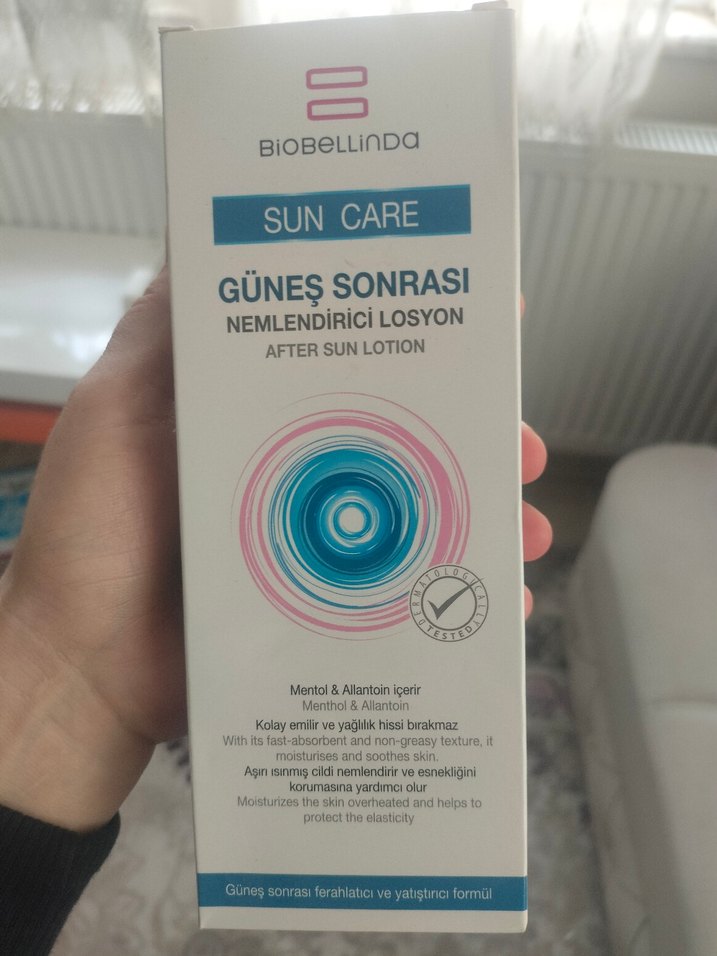 BIOBELLINDA
SUN CARE
GÜNEŞ SONRASI
NEMLENDİRİCİ LOSYON
AFTER SUN LOTION
DERMATOLOGICALLY
TESTED
Mentol & Allantoin içerir
Menthol & Allantoin
Kolay emilir ve yağlılık hissi bırakmaz
With its fast-absorbent and non-greasy texture, it
moisturises and soothes skin.
Aşırı ısınmış cildi nemlendirir ve esnekliğini
korumasına yardımcı olur
Moisturizes the skin overheated and helps to
protect the elasticity
Güneş sonrası ferahlatıcı ve yatıştırıcı formül